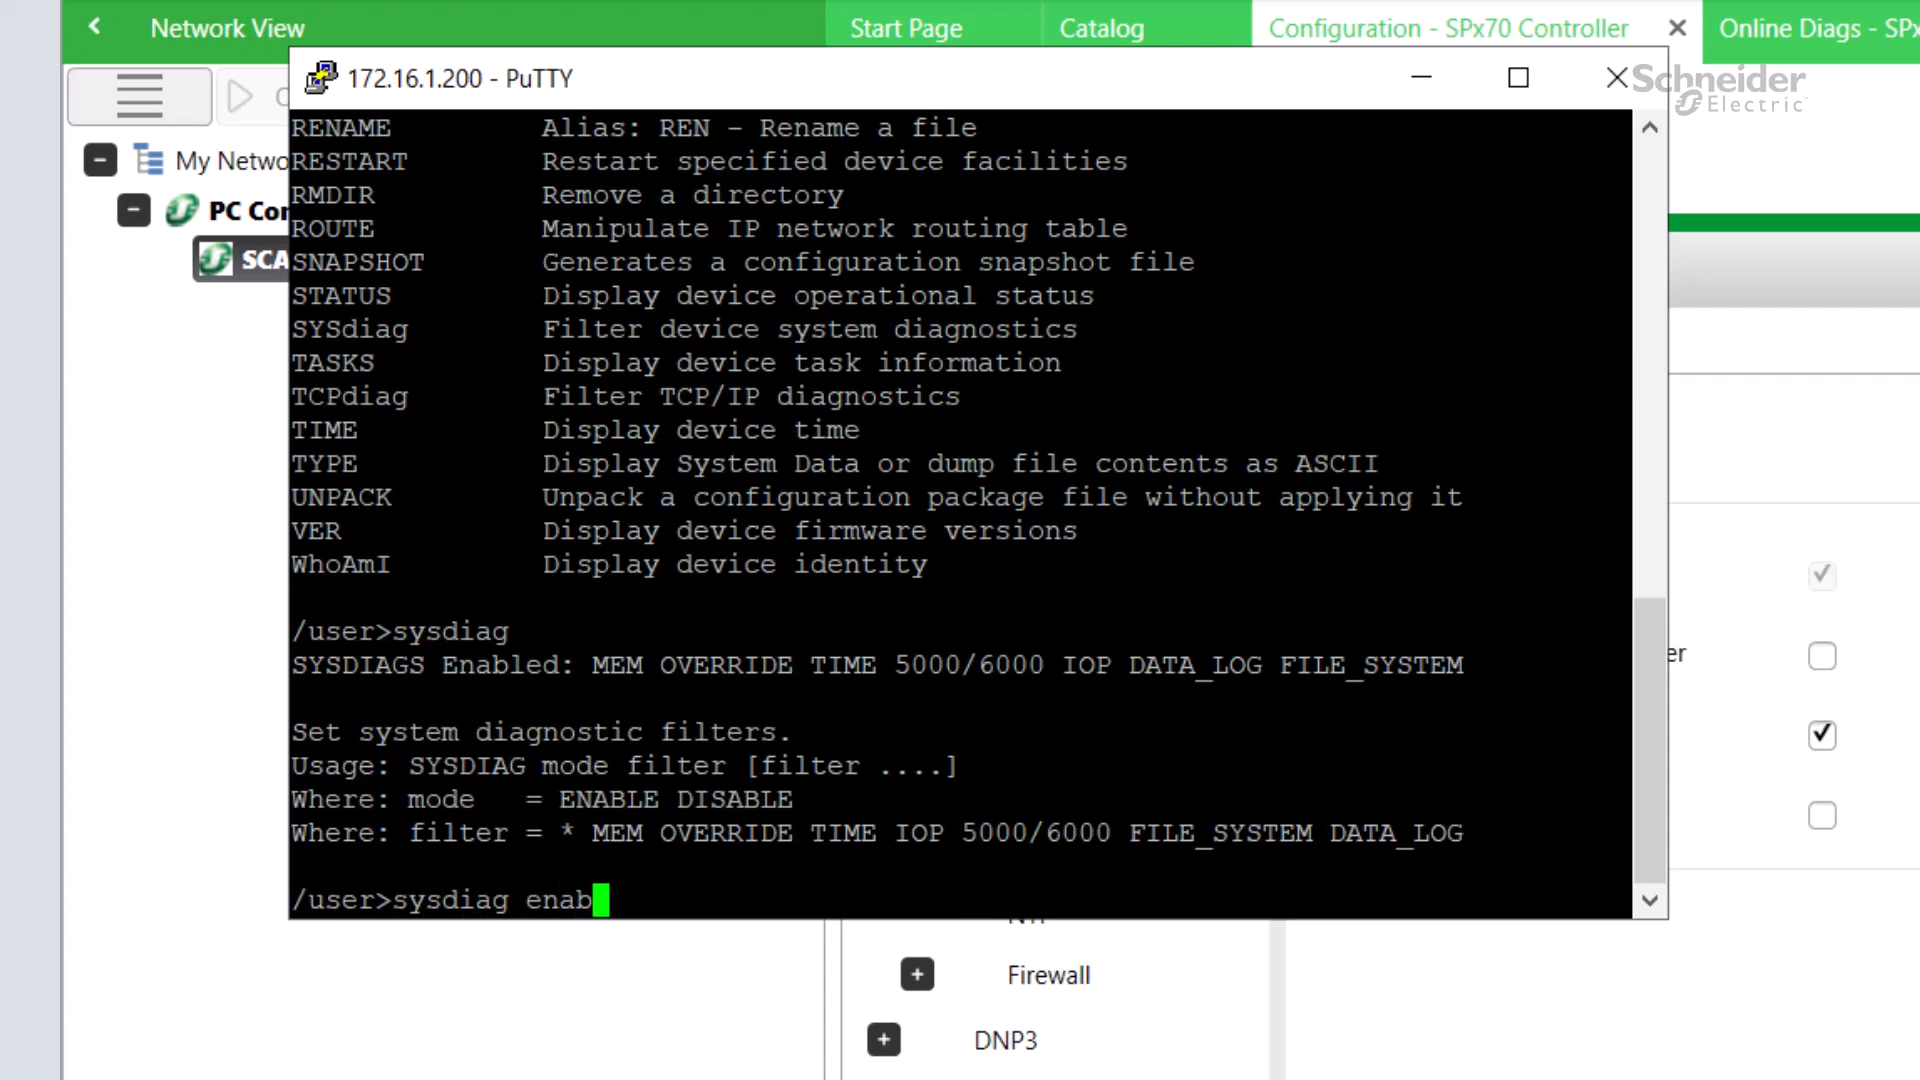 Network View
Start Page
Catalog
Configuration - SPx70 Controller
Online Diags - SPx
172.16.1.200 - PuTTY
Schneider
Electric
My Netwo
PC Con
SCA
RENAME Alias: REN - Rename a file
RESTART Restart specified device facilities
RMDIR Remove a directory
ROUTE Manipulate IP network routing table
SNAPSHOT Generates a configuration snapshot file
STATUS Display device operational status
SYSdiag Filter device system diagnostics
TASKS Display device task information
TCPdiag Filter TCP/IP diagnostics
TIME Display device time
TYPE Display System Data or dump file contents as ASCII
UNPACK Unpack a configuration package file without applying it
VER Display device firmware versions
WhoAmI Display device identity
/user>sysdiag
SYSDIAGS Enabled: MEM OVERRIDE TIME 5000/6000 IOP DATA_LOG FILE_SYSTEM
Set system diagnostic filters.
Usage: SYSDIAG mode filter [filter ....]
Where: mode = ENABLE DISABLE
Where: filter = * MEM OVERRIDE TIME IOP 5000/6000 FILE_SYSTEM DATA_LOG
/user>sysdiag enab
er
Firewall
DNP3